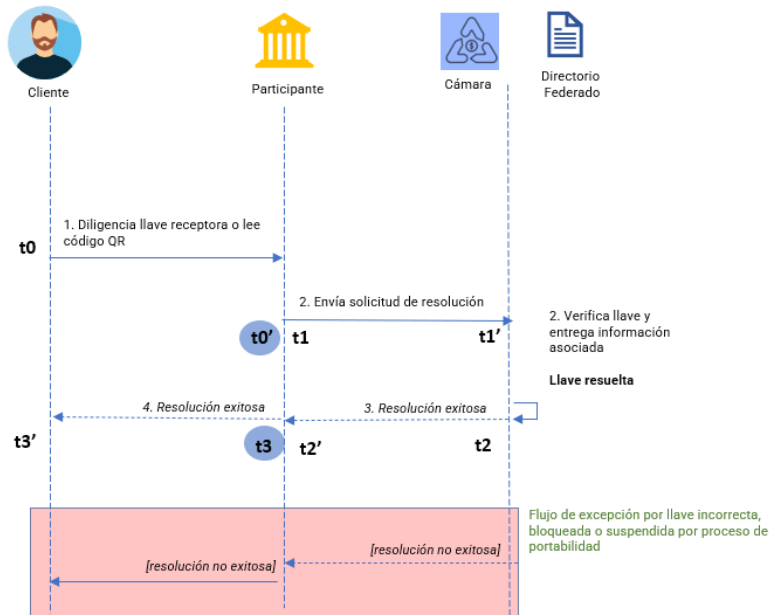 Cliente
Participante
Cámara
Directorio
Federado
1. Diligencia llave receptora o lee
código QR
t0
2. Envía solicitud de resolución
t0’
t1
t1’
2. Verifica llave y
entrega información
asociada
Llave resuelta
4. Resolución exitosa
3. Resolución exitosa
t3’
t3
t2’
t2
Flujo de excepción por llave incorrecta,
bloqueada o suspendida por proceso de
portabilidad
[resolución no exitosa]
[resolución no exitosa]